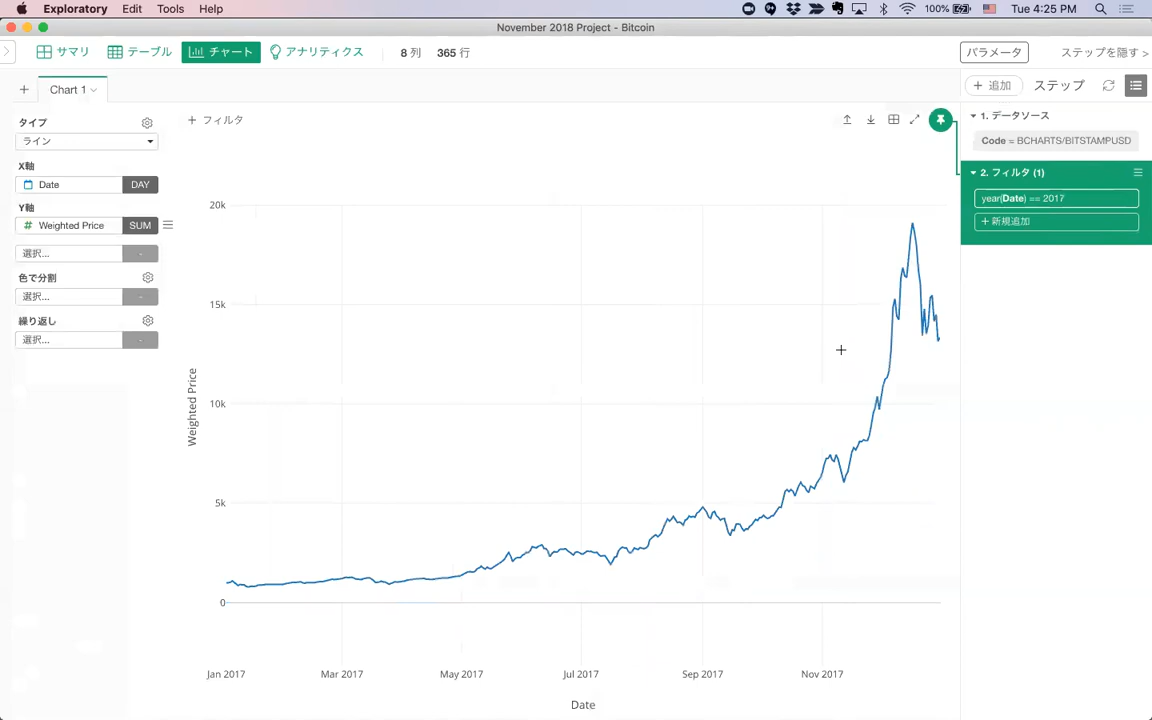 Exploratory Edit Tools Help 100% Tue 4:25 PM
November 2018 Project - Bitcoin
サマリ テーブル チャート アナリティクス 8 列 365 行 パラメータ ステップを隠す >
+ Chart 1
+ 追加 ステップ
タイプ
ライン
X軸
Date DAY
Y軸
# Weighted Price SUM
選択... -
色で分割
選択... -
繰り返し
選択... -
+ フィルタ
20k
15k
10k
5k
0
Weighted Price
Jan 2017 Mar 2017 May 2017 Jul 2017 Sep 2017 Nov 2017
Date
1. データソース
Code = BCHARTS/BITSTAMPUSD
2. フィルタ (1)
year(Date) == 2017
+ 新規追加